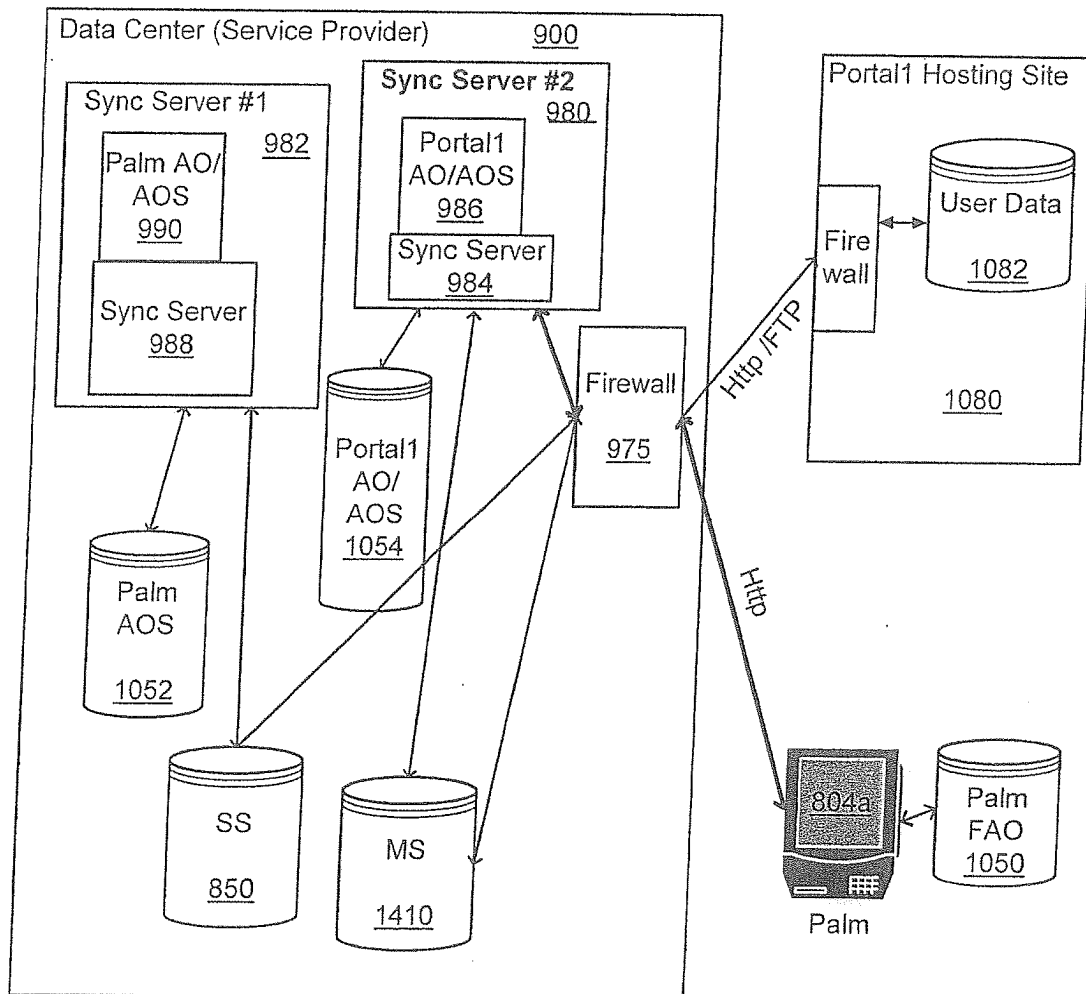 Data Center (Service Provider) 900
Sync Server #1
982
Palm AO/
AOS
990
Sync Server
988
Sync Server #2
980
Portal1
AO/AOS
986
Sync Server
984
Portal1 Hosting Site
Fire
wall
User Data
1082
1080
Http /FTP
Firewall
975
Portal1
AO/
AOS
1054
Palm
AOS
1052
Http
SS
850
MS
1410
804a
Palm
Palm
FAO
1050